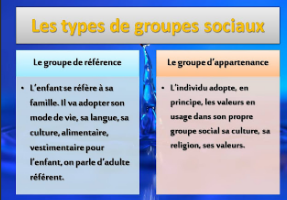 Les types de groupes sociaux
Le groupe de référence
• L'enfant se réfère à sa
famille. Il va adopter son
mode de vie, sa langue, sa
culture, alimentaire,
vestimentaire pour
l'enfant, on parle d'adulte
référent.
Le groupe d'appartenance
• L'individu adopte, en
principe, les valeurs en
usage dans son propre
groupe social sa culture, sa
religion, ses valeurs.